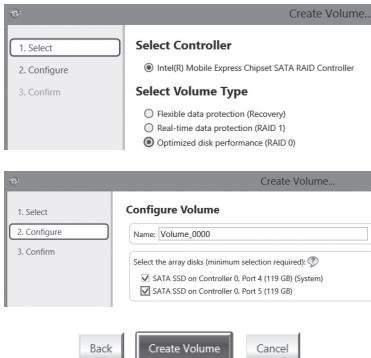 Create Volume...
1. Select
2. Configure
3. Confirm
Select Controller
Intel(R) Mobile Express Chipset SATA RAID Controller
Select Volume Type
Flexible data protection (Recovery)
Real-time data protection (RAID 1)
Optimized disk performance (RAID 0)
Create Volume...
1. Select
2. Configure
3. Confirm
Configure Volume
Name: Volume_0000
Select the array disks (minimum selection required):
SATA SSD on Controller 0, Port 4 (119 GB) (System)
SATA SSD on Controller 0, Port 5 (119 GB)
Back
Create Volume
Cancel